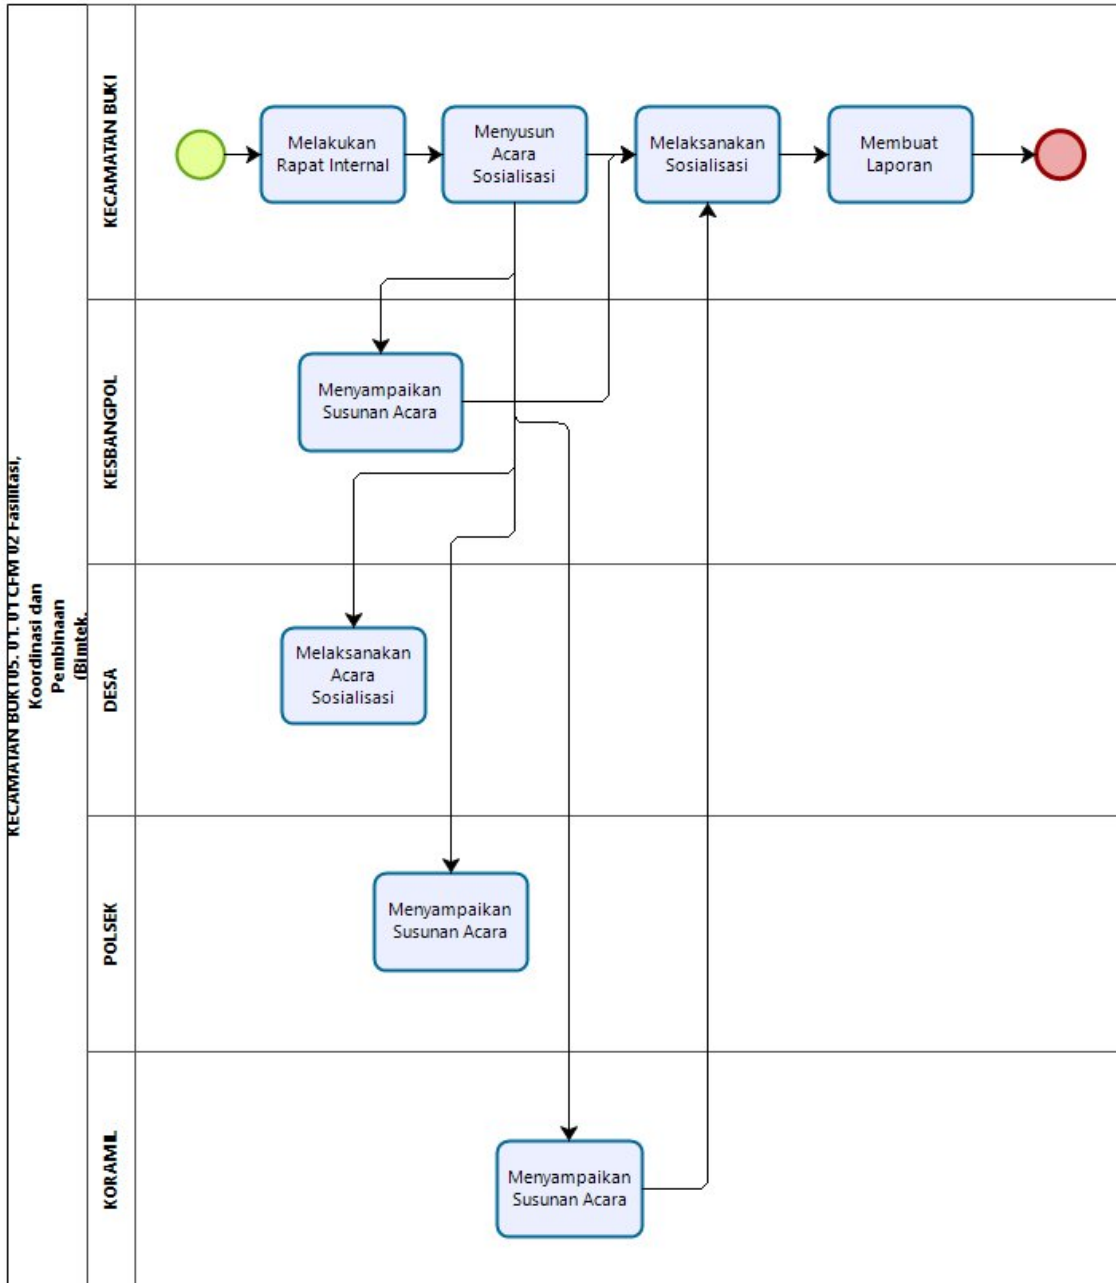 KECAMATAN BUKI 05. 01. 01 CFM 02 Fasilitasi,
Koordinasi dan
Pembinaan
(Bimtek.
KECAMATAN BUKI
Melakukan
Rapat Internal
Menyusun
Acara
Sosialisasi
Melaksanakan
Sosialisasi
Membuat
Laporan
KESBANGPOL
Menyampaikan
Susunan Acara
DESA
Melaksanakan
Acara
Sosialisasi
POLSEK
Menyampaikan
Susunan Acara
KORAMIL
Menyampaikan
Susunan Acara